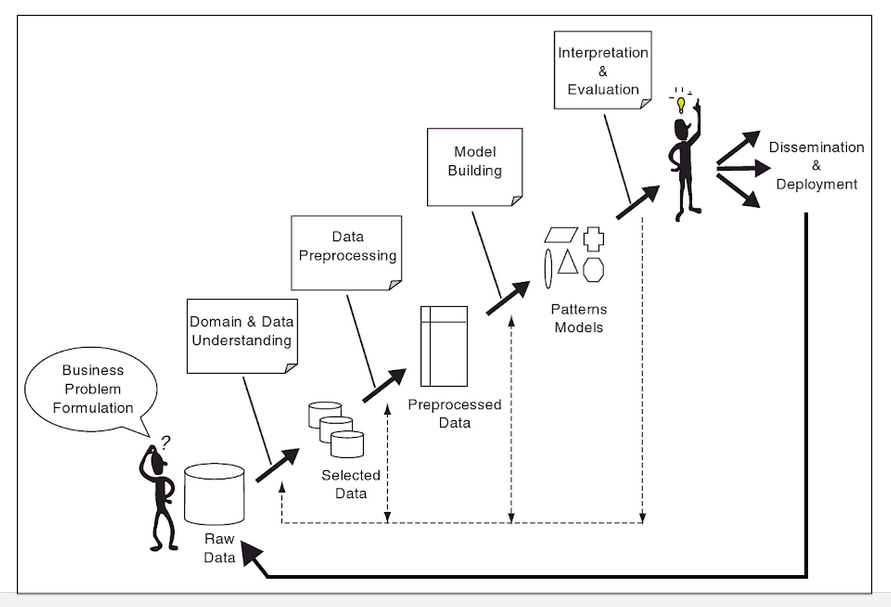 Interpretation
&
Evaluation
Model
Building
Dissemination
&
Deployment
Data
Preprocessing
Patterns
Models
Domain & Data
Understanding
Business
Problem
Formulation
Preprocessed
Data
?
Selected
Data
Raw
Data